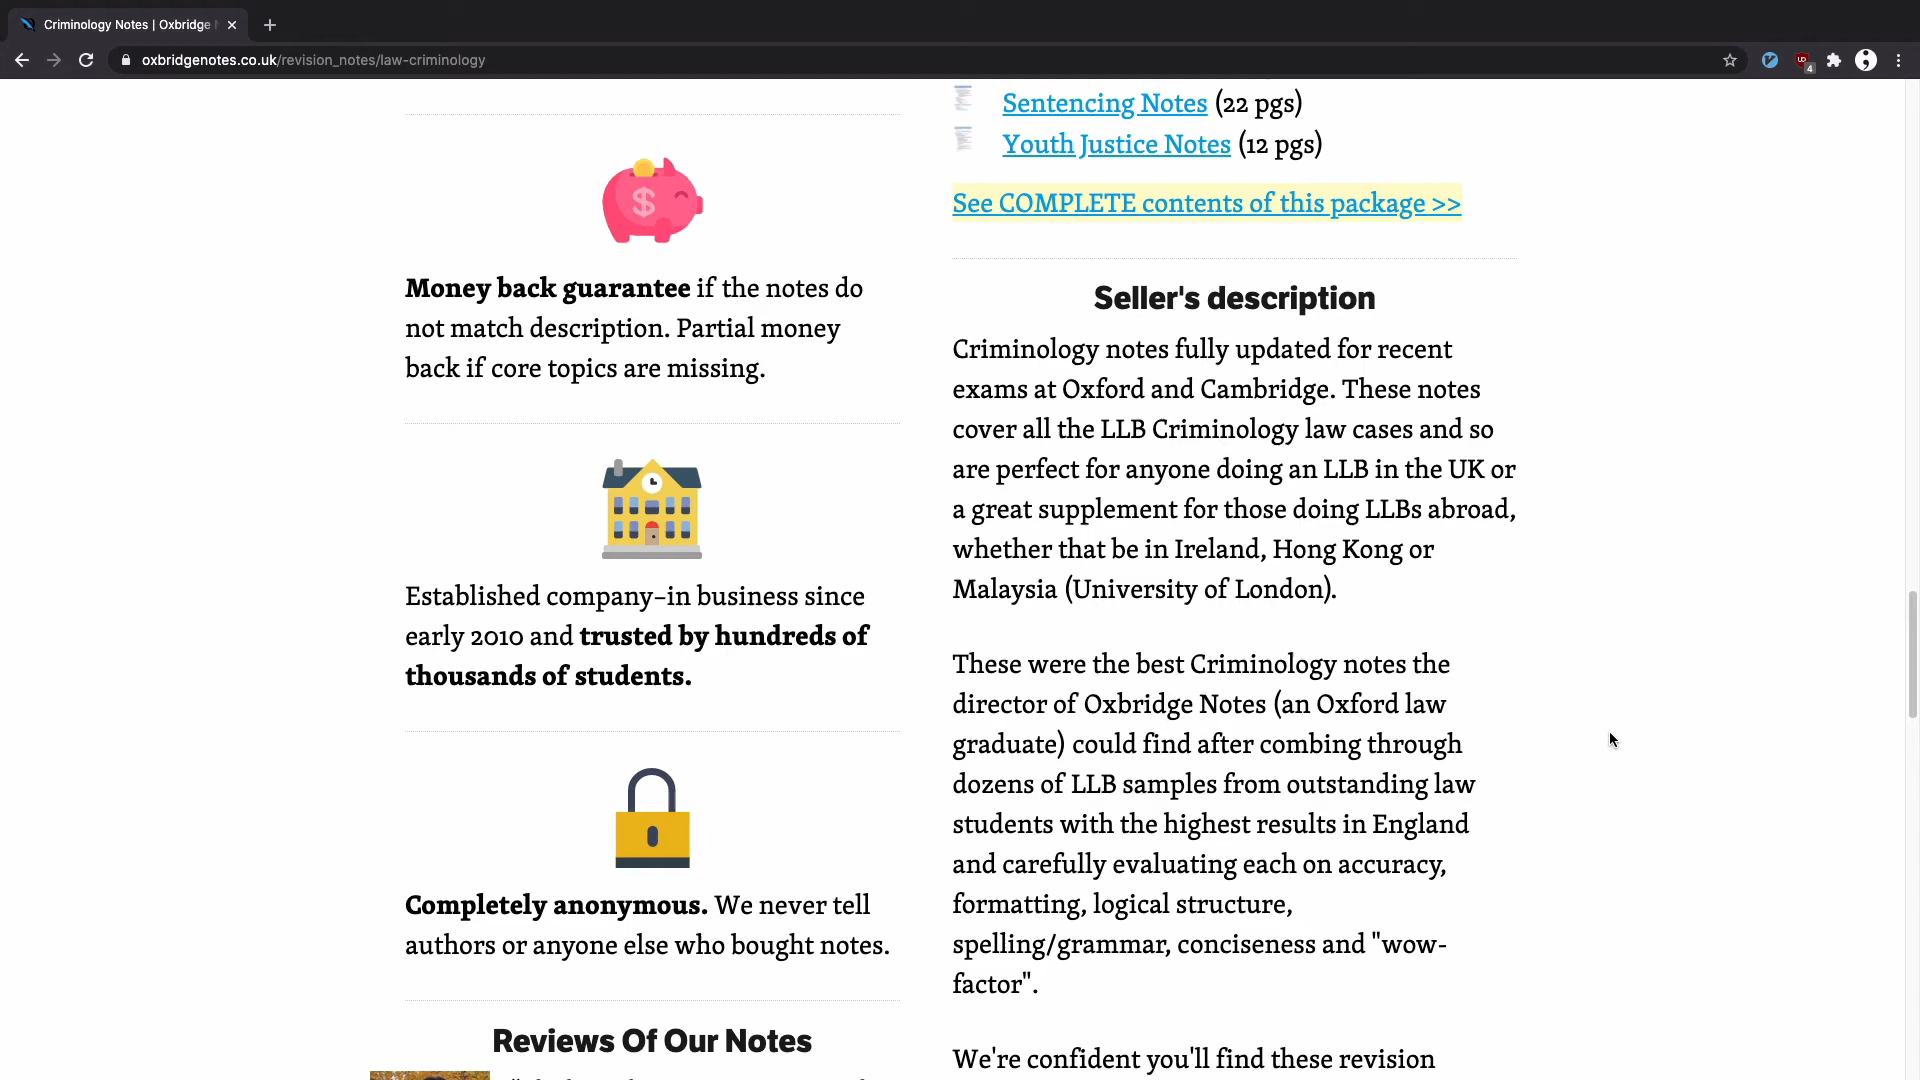 Criminology Notes | Oxbridge
oxbridgenotes.co.uk/revision_notes/law-criminology
4
$
Money back guarantee if the notes do
not match description. Partial money
back if core topics are missing.
Established company–in business since
early 2010 and trusted by hundreds of
thousands of students.
Completely anonymous. We never tell
authors or anyone else who bought notes.
Reviews Of Our Notes
Sentencing Notes (22 pgs)
Youth Justice Notes (12 pgs)
See COMPLETE contents of this package >>
Seller's description
Criminology notes fully updated for recent
exams at Oxford and Cambridge. These notes
cover all the LLB Criminology law cases and so
are perfect for anyone doing an LLB in the UK or
a great supplement for those doing LLBs abroad,
whether that be in Ireland, Hong Kong or
Malaysia (University of London).
These were the best Criminology notes the
director of Oxbridge Notes (an Oxford law
graduate) could find after combing through
dozens of LLB samples from outstanding law
students with the highest results in England
and carefully evaluating each on accuracy,
formatting, logical structure,
spelling/grammar, conciseness and "wow-
factor".
We're confident you'll find these revision